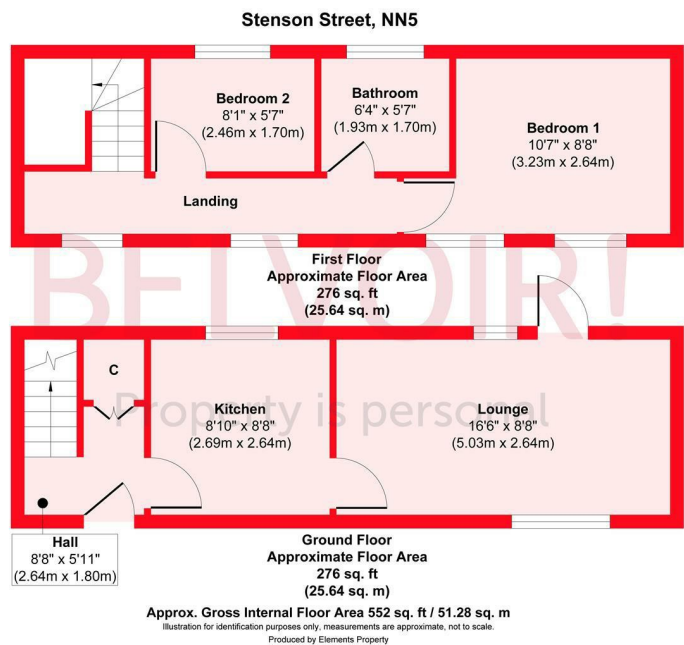 Stenson Street, NN5
Bedroom 2
8'1" x 5'7"
(2.46m x 1.70m)
Bathroom
6'4" x 5'7"
(1.93m x 1.70m)
Bedroom 1
10'7" x 8'8"
(3.23m x 2.64m)
Landing
BELVOIR!
First Floor
Approximate Floor Area
276 sq. ft
(25.64 sq. m)
C
Property is personal
Kitchen
8'10" x 8'8"
(2.69m x 2.64m)
Lounge
16'6" x 8'8"
(5.03m x 2.64m)
Hall
8'8" x 5'11"
(2.64m x 1.80m)
Ground Floor
Approximate Floor Area
276 sq. ft
(25.64 sq. m)
Approx. Gross Internal Floor Area 552 sq. ft / 51.28 sq. m
Illustration for identification purposes only, measurements are approximate, not to scale.
Produced by Elements Property